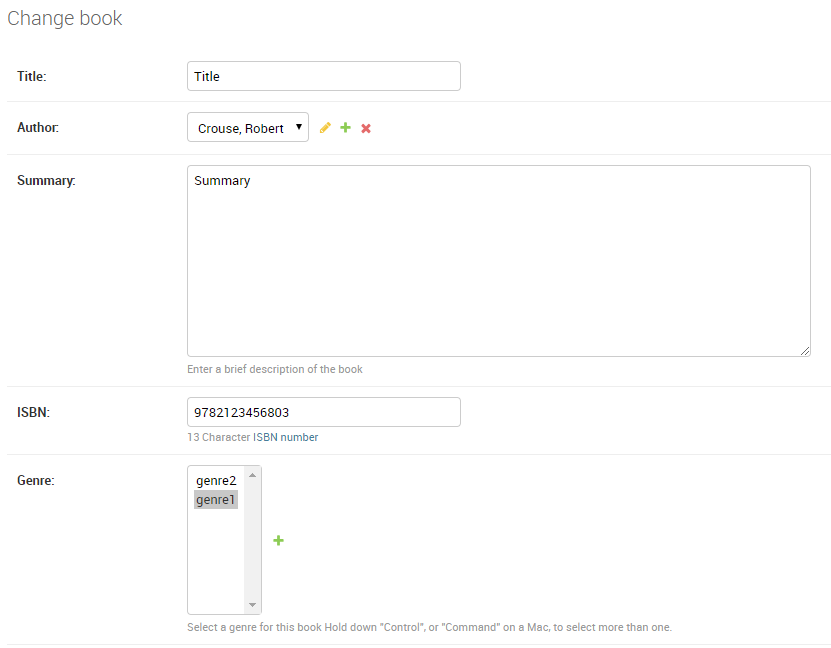 Change book
Title:
Title
Author:
Crouse, Robert
Summary:
Summary
Enter a brief description of the book
ISBN:
9782123456803
13 Character ISBN number
Genre:
genre2
genre1
Select a genre for this book Hold down "Control", or "Command" on a Mac, to select more than one.